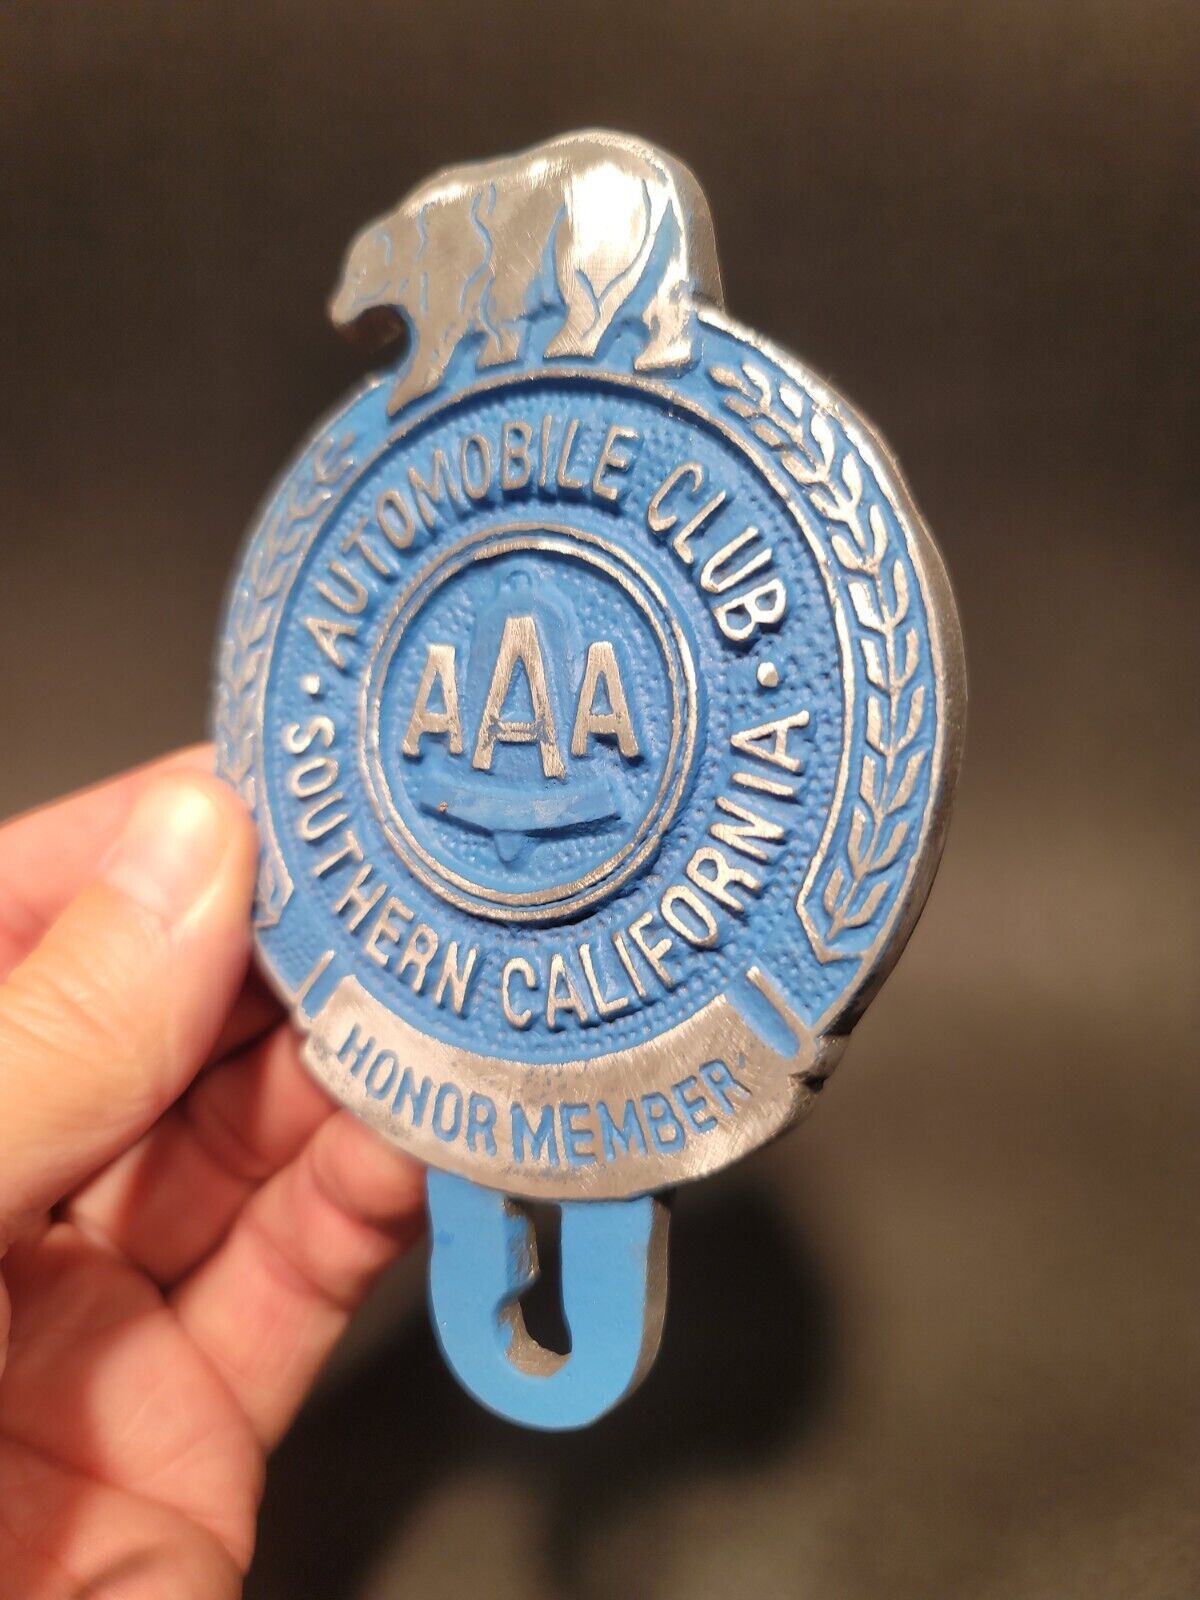 AUTOMOBILE CLUB
AAA
SOUTHERN CALIFORNIA
HONOR MEMBER